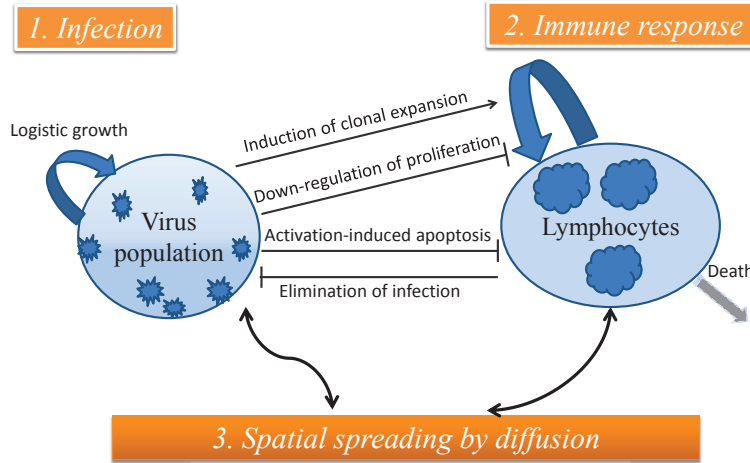 1. Infection
2. Immune response
Logistic growth
Induction of clonal expansion
Down-regulation of proliferation
Virus
population
Activation-induced apoptosis
Lymphocytes
Elimination of infection
Death
3. Spatial spreading by diffusion